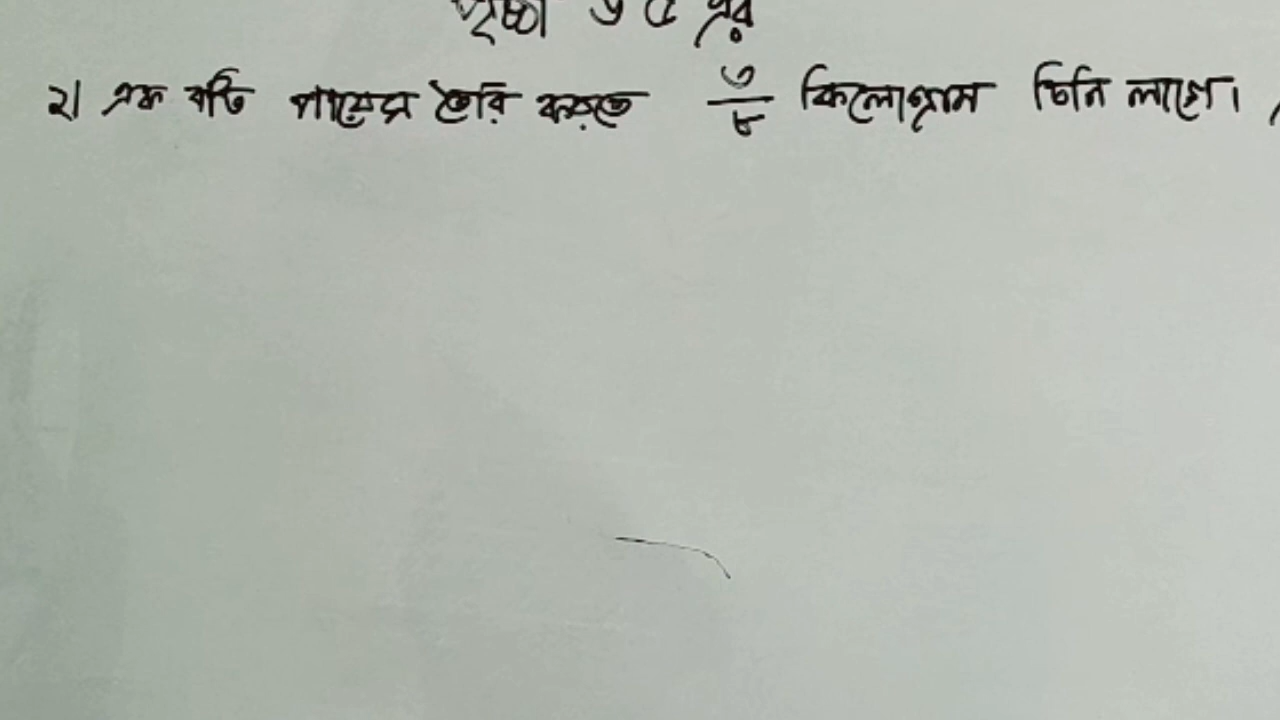 পৃষ্ঠা ৬৫ এর
২। এক বাটি পায়েস তৈরি করতে ৩/৮ কিলোগ্রাম চিনি লাগে।